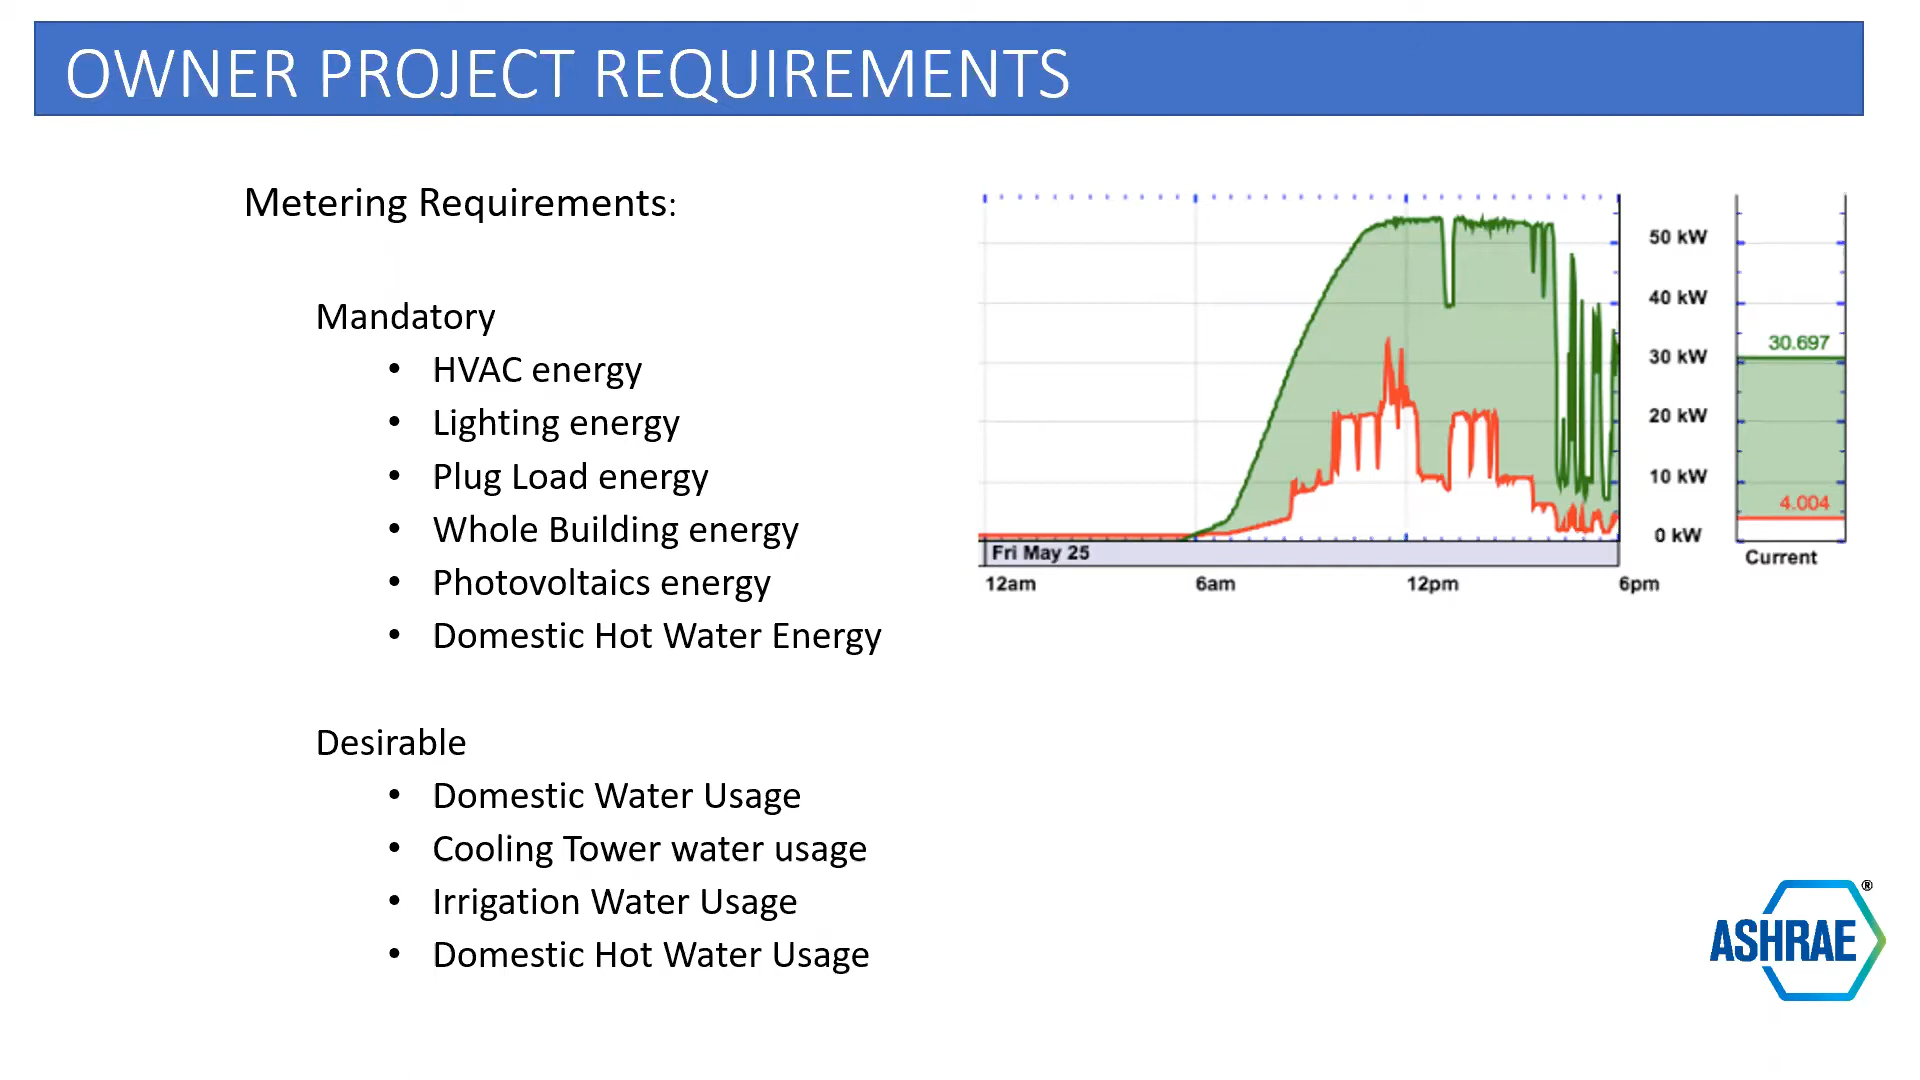 OWNER PROJECT REQUIREMENTS
Metering Requirements:
Mandatory
• HVAC energy
• Lighting energy
• Plug Load energy
• Whole Building energy
• Photovoltaics energy
• Domestic Hot Water Energy
Desirable
• Domestic Water Usage
• Cooling Tower water usage
• Irrigation Water Usage
• Domestic Hot Water Usage
50 kW
40 kW
30 kW
20 kW
10 kW
0 kW
Fri May 25
12am 6am 12pm 6pm
30.697
4.004
Current
ASHRAE®